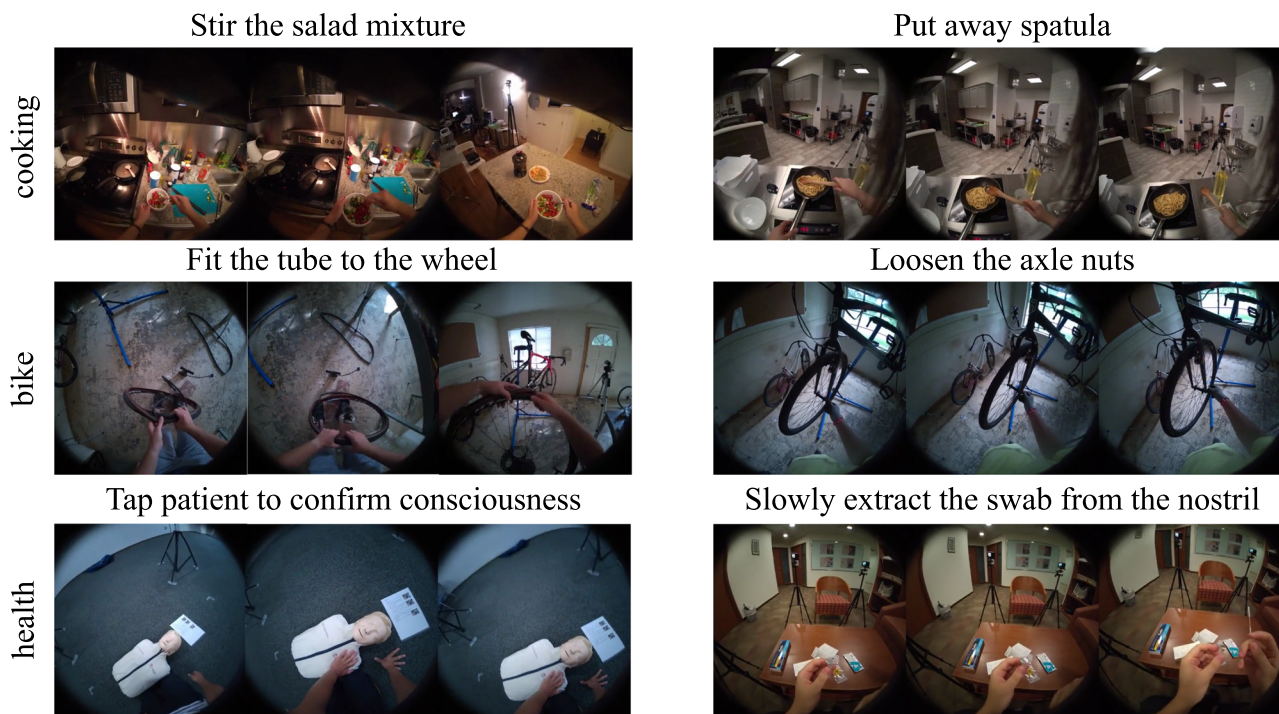 Stir the salad mixture
Put away spatula
cooking
Fit the tube to the wheel
Loosen the axle nuts
bike
Tap patient to confirm consciousness
Slowly extract the swab from the nostril
health